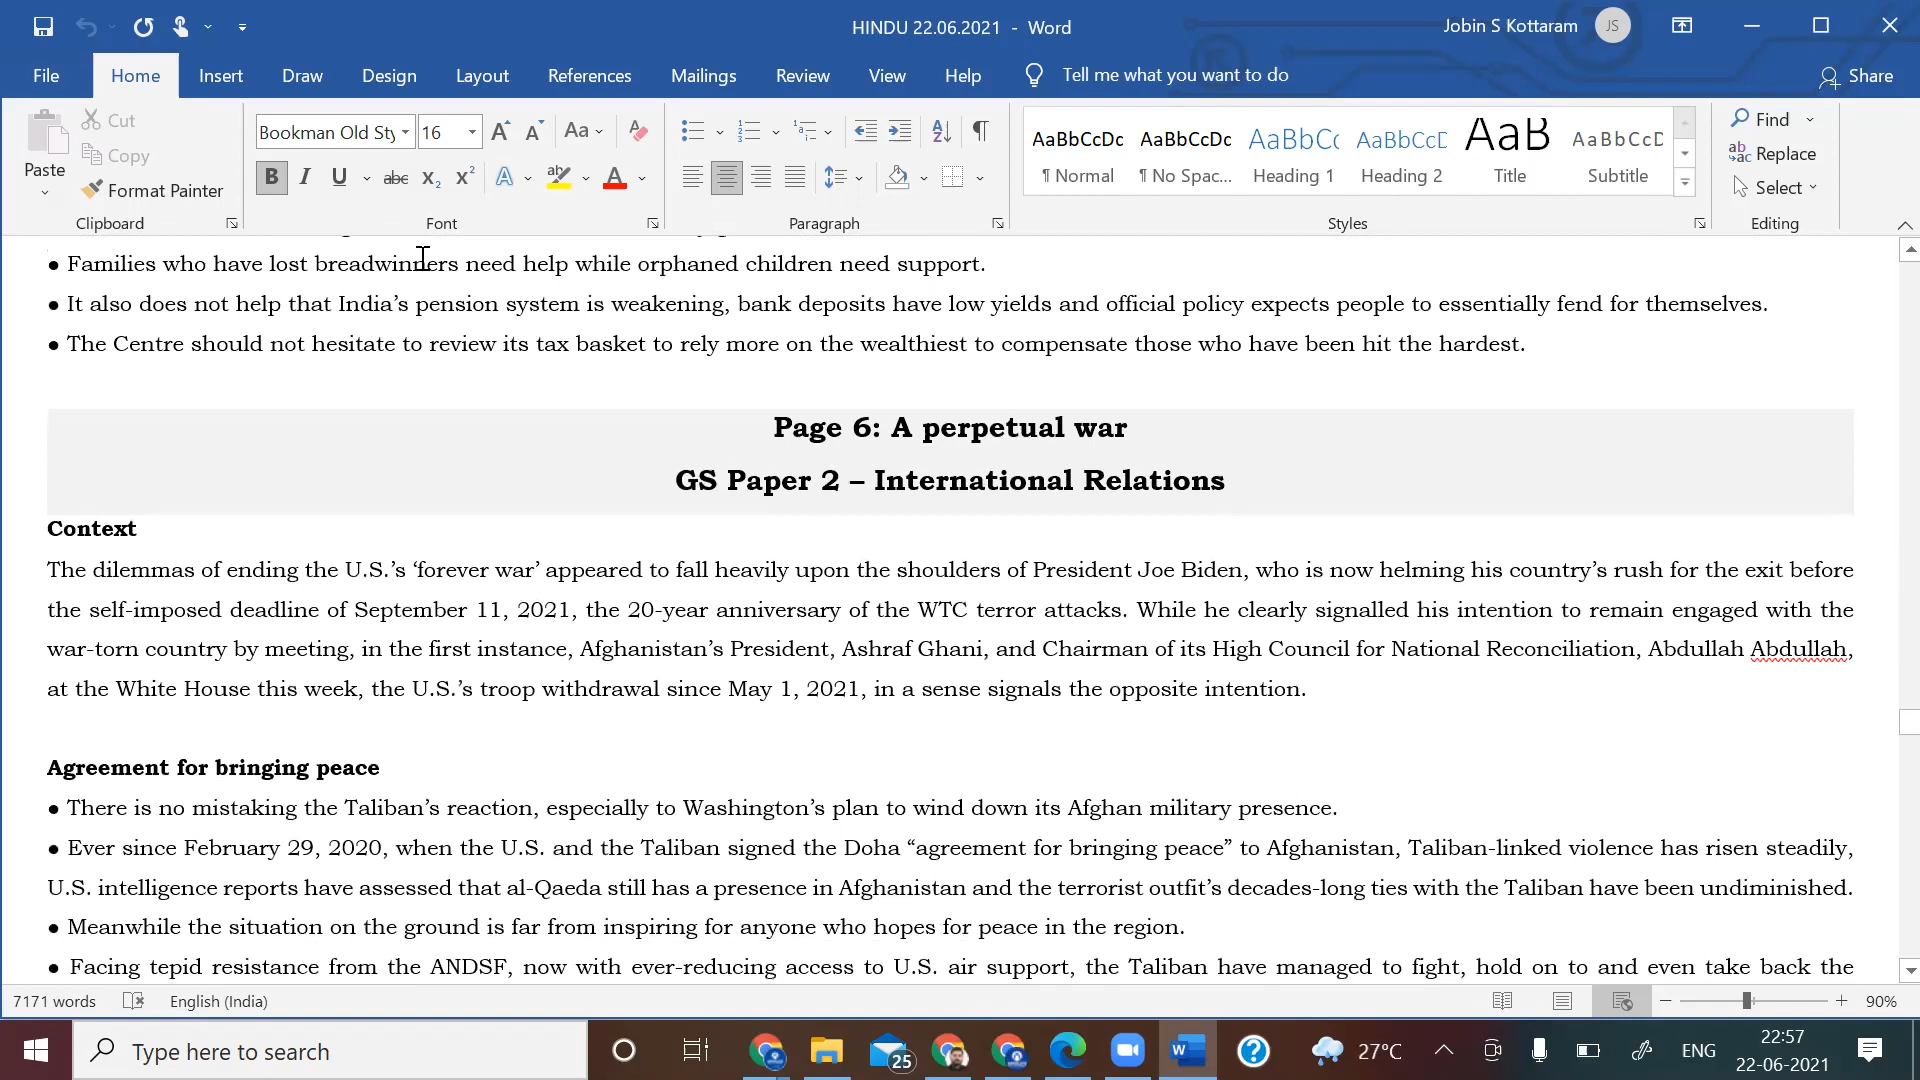 HINDU 22.06.2021 - Word
Jobin S Kottaram
JS
File Home Insert Draw Design Layout References Mailings Review View Help Tell me what you want to do
Share
Paste
Cut
Copy
Format Painter
Clipboard
Bookman Old Sty 16
Font
Paragraph
AaBbCcDc AaBbCcDc AaBbCc AaBbCcD AaB AaBbCcD
¶ Normal ¶ No Spac... Heading 1 Heading 2 Title Subtitle
Styles
Find
Replace
Select
Editing
● Families who have lost breadwinners need help while orphaned children need support.
● It also does not help that India’s pension system is weakening, bank deposits have low yields and official policy expects people to essentially fend for themselves.
● The Centre should not hesitate to review its tax basket to rely more on the wealthiest to compensate those who have been hit the hardest.
Page 6: A perpetual war
GS Paper 2 – International Relations
Context
The dilemmas of ending the U.S.’s ‘forever war’ appeared to fall heavily upon the shoulders of President Joe Biden, who is now helming his country’s rush for the exit before
the self-imposed deadline of September 11, 2021, the 20-year anniversary of the WTC terror attacks. While he clearly signalled his intention to remain engaged with the
war-torn country by meeting, in the first instance, Afghanistan’s President, Ashraf Ghani, and Chairman of its High Council for National Reconciliation, Abdullah Abdullah,
at the White House this week, the U.S.’s troop withdrawal since May 1, 2021, in a sense signals the opposite intention.
Agreement for bringing peace
● There is no mistaking the Taliban’s reaction, especially to Washington’s plan to wind down its Afghan military presence.
● Ever since February 29, 2020, when the U.S. and the Taliban signed the Doha “agreement for bringing peace” to Afghanistan, Taliban-linked violence has risen steadily,
U.S. intelligence reports have assessed that al-Qaeda still has a presence in Afghanistan and the terrorist outfit’s decades-long ties with the Taliban have been undiminished.
● Meanwhile the situation on the ground is far from inspiring for anyone who hopes for peace in the region.
● Facing tepid resistance from the ANDSF, now with ever-reducing access to U.S. air support, the Taliban have managed to fight, hold on to and even take back the
7171 words English (India)
90%
Type here to search
25
27°C
ENG
22:57
22-06-2021